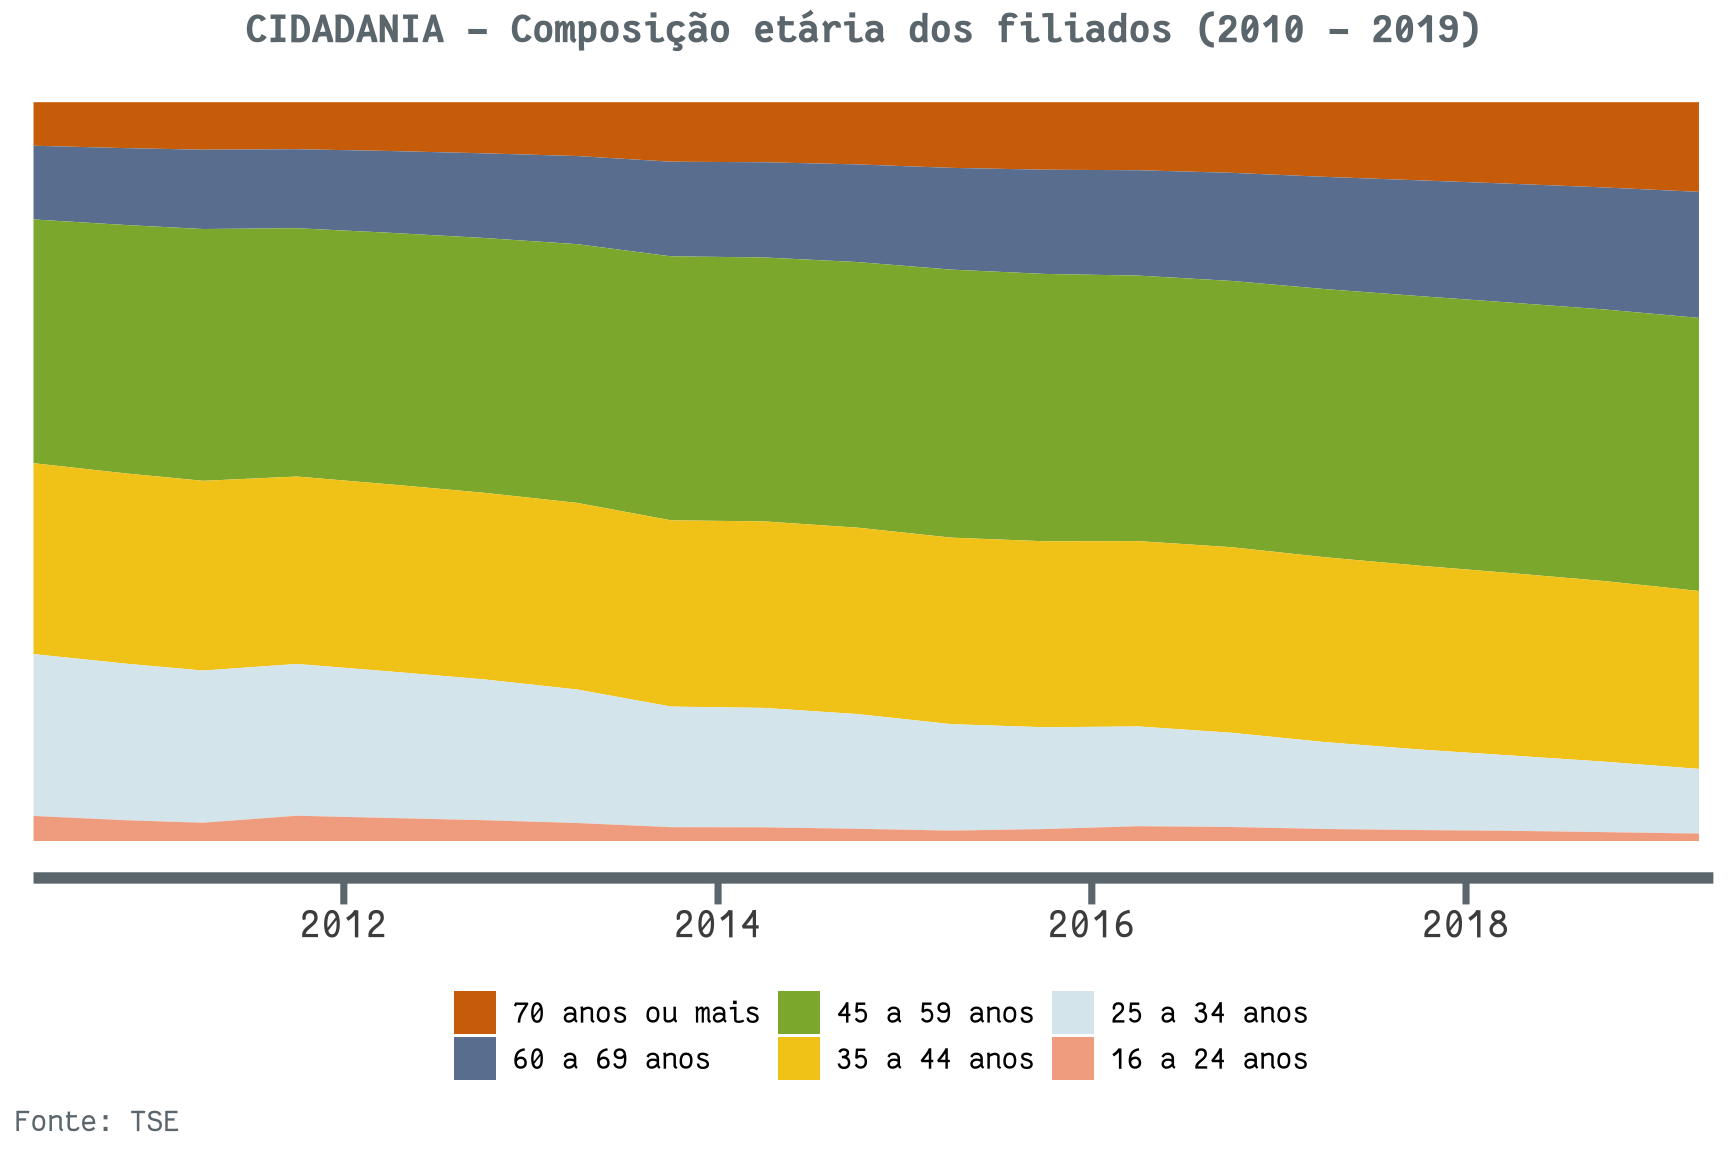 CIDADANIA – Composição etária dos filiados (2010 – 2019)
2012 2014 2016 2018
70 anos ou mais 45 a 59 anos 25 a 34 anos
60 a 69 anos 35 a 44 anos 16 a 24 anos
Fonte: TSE